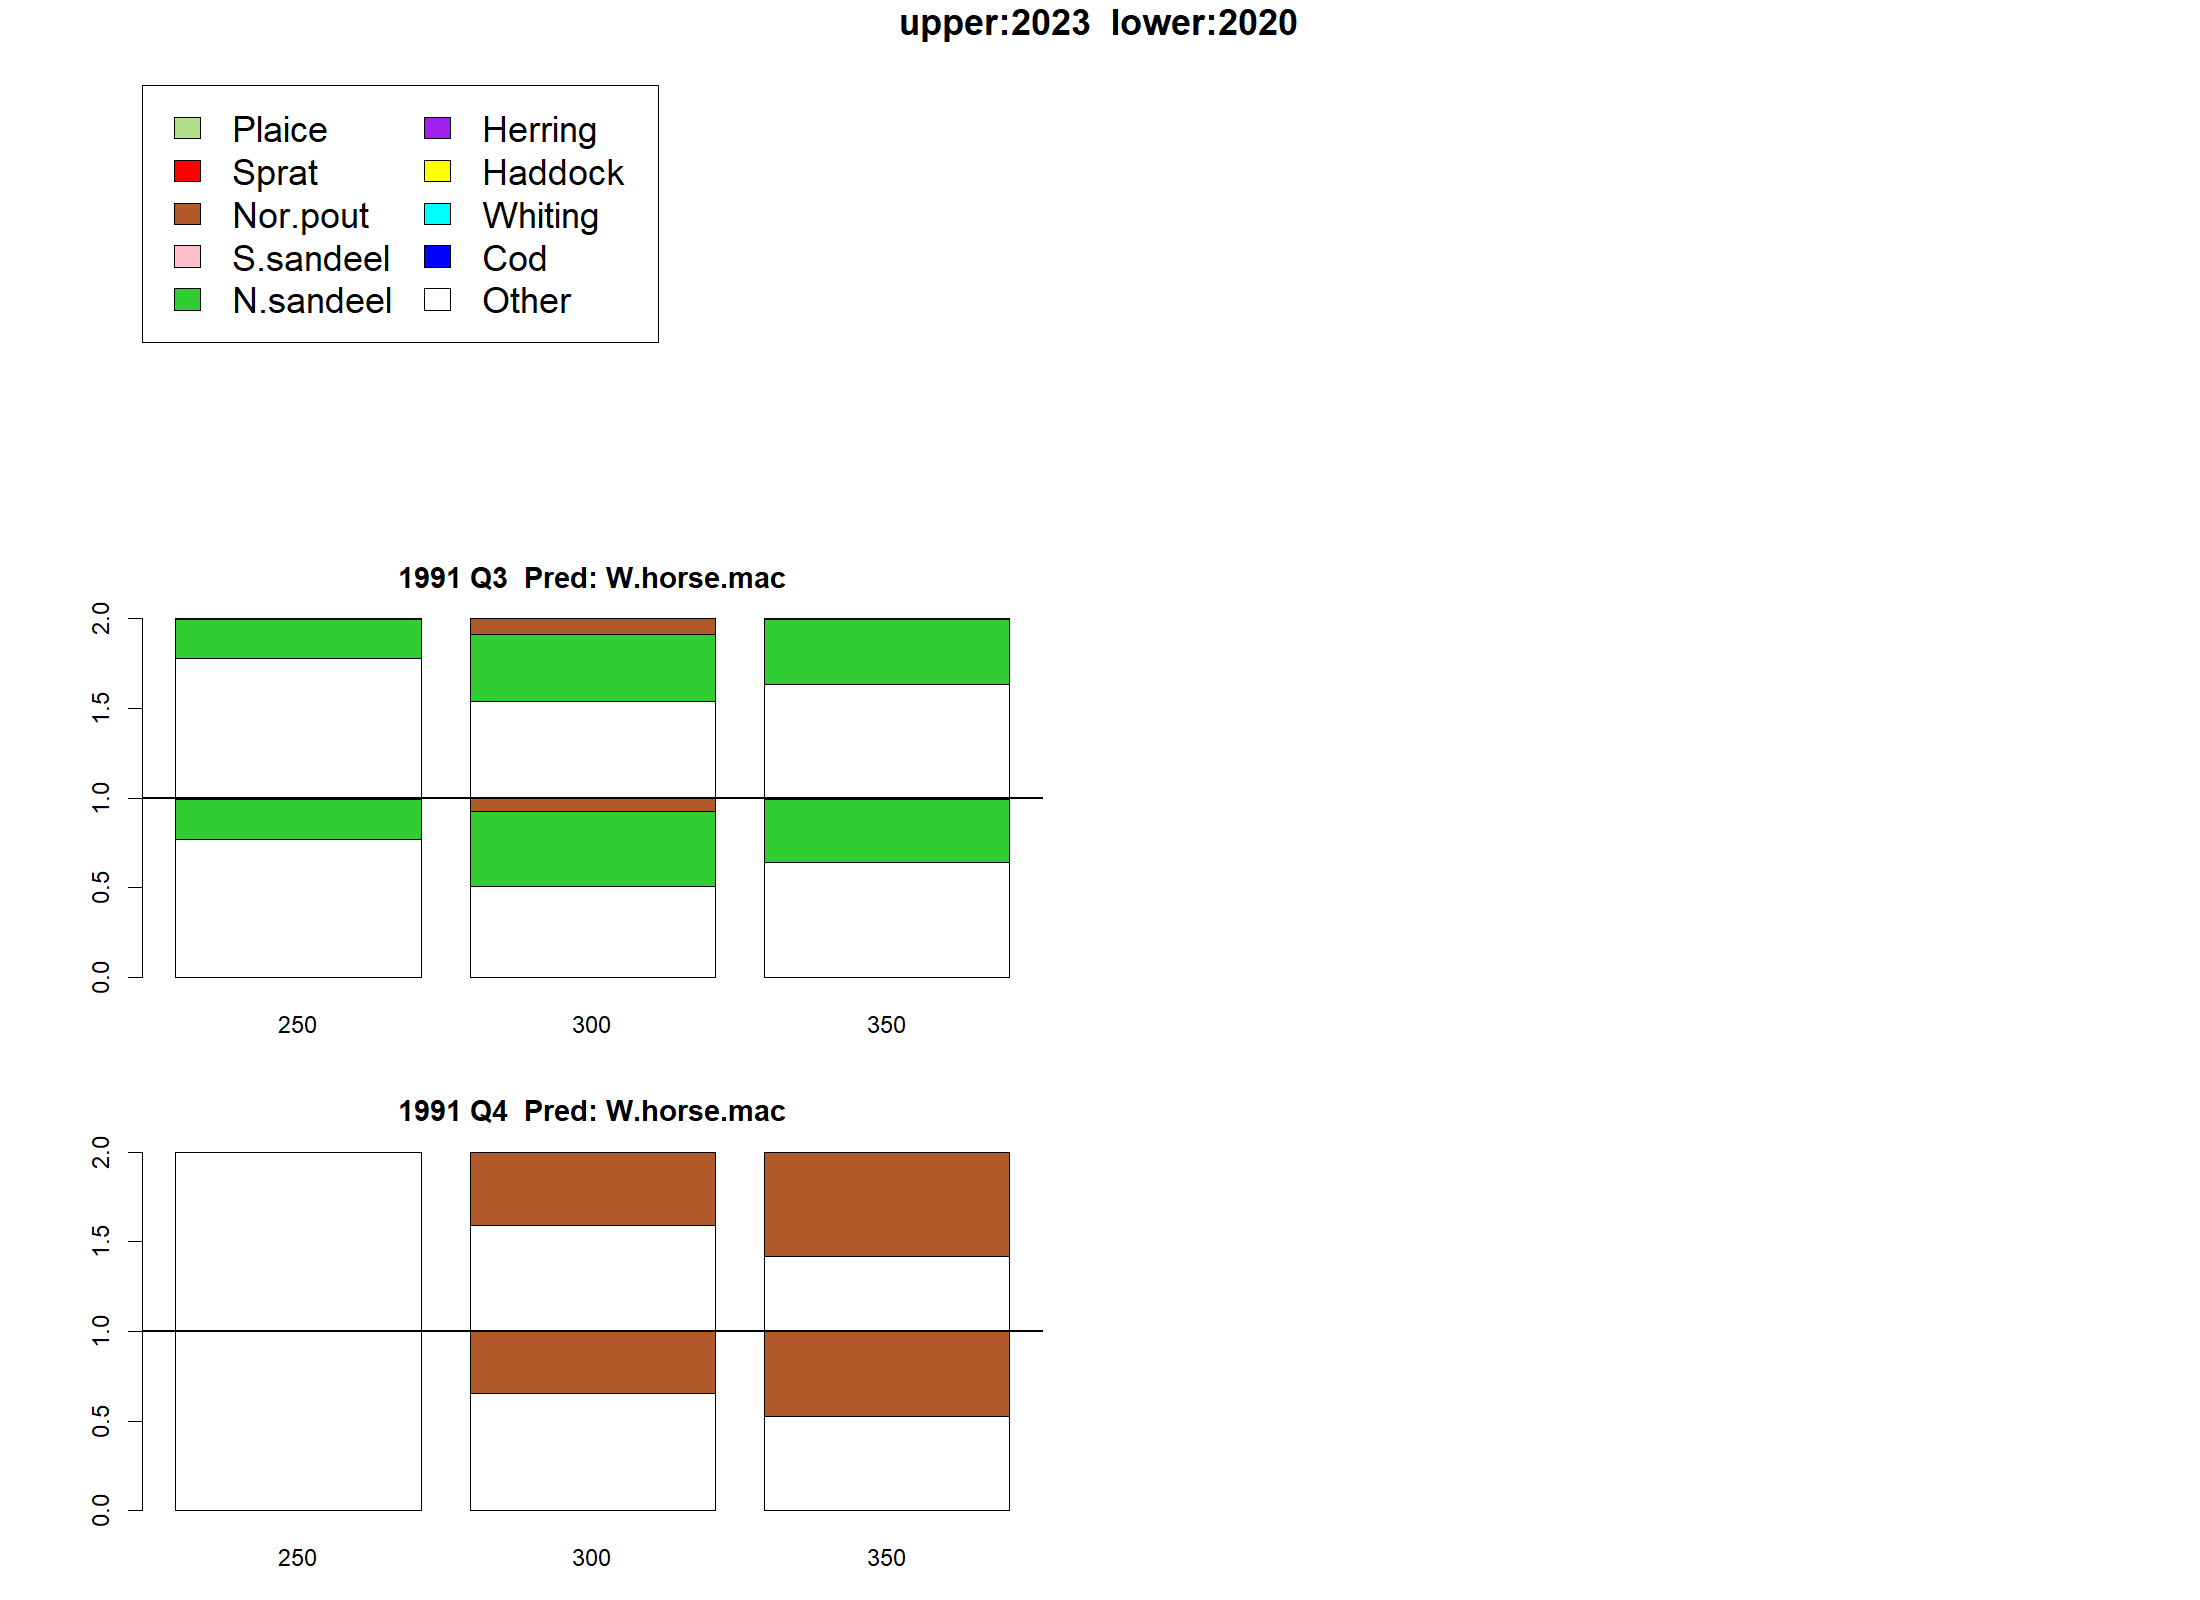 upper:2023  lower:2020
Plaice
Sprat
Nor.pout
S.sandeel
N.sandeel
Herring
Haddock
Whiting
Cod
Other
1991 Q3  Pred: W.horse.mac
2.0
1.5
1.0
0.5
0.0
250 300 350
1991 Q4  Pred: W.horse.mac
2.0
1.5
1.0
0.5
0.0
250 300 350